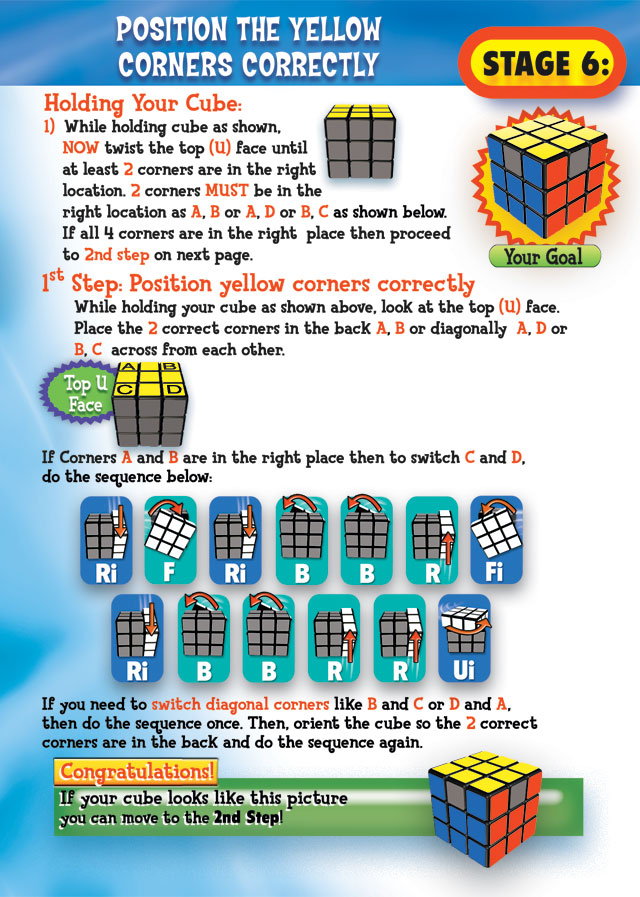 POSITION THE YELLOW
CORNERS CORRECTLY
STAGE 6:
Holding Your Cube:
1) While holding cube as shown,
NOW twist the top (U) face until
at least 2 corners are in the right
location. 2 corners MUST be in the
right location as A, B or A, D or B, C as shown below.
If all 4 corners are in the right place then proceed
to 2nd step on next page.
Your Goal
1st Step: Position yellow corners correctly
While holding your cube as shown above, look at the top (U) face.
Place the 2 correct corners in the back A, B or diagonally A, D or
B, C across from each other.
Top U
Face
A B
C D
If Corners A and B are in the right place then to switch C and D,
do the sequence below:
Ri F Ri B B R Fi
Ri B B R R Ui
If you need to switch diagonal corners like B and C or D and A,
then do the sequence once. Then, orient the cube so the 2 correct
corners are in the back and do the sequence again.
Congratulations!
If your cube looks like this picture
you can move to the 2nd Step!